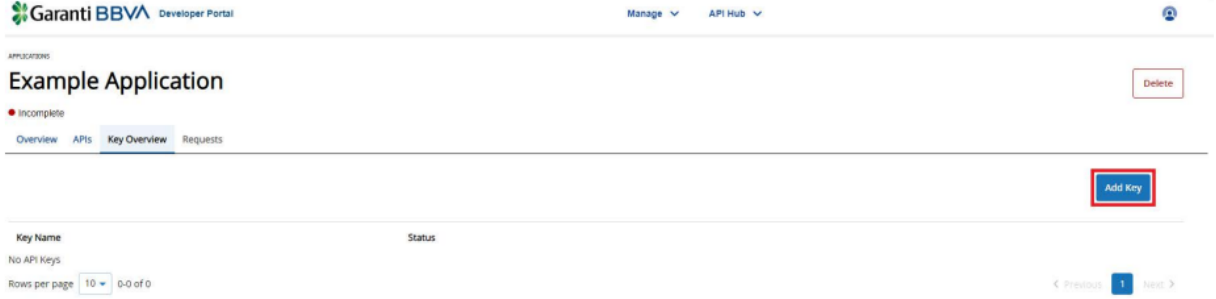 Garanti BBVA Developer Portal Manage API Hub
APPLICATIONS
Example Application
Delete
Incomplete
Overview APIs Key Overview Requests
Add Key
Key Name Status
No API Keys
Rows per page 10 0-0 of 0 Previous 1 Next